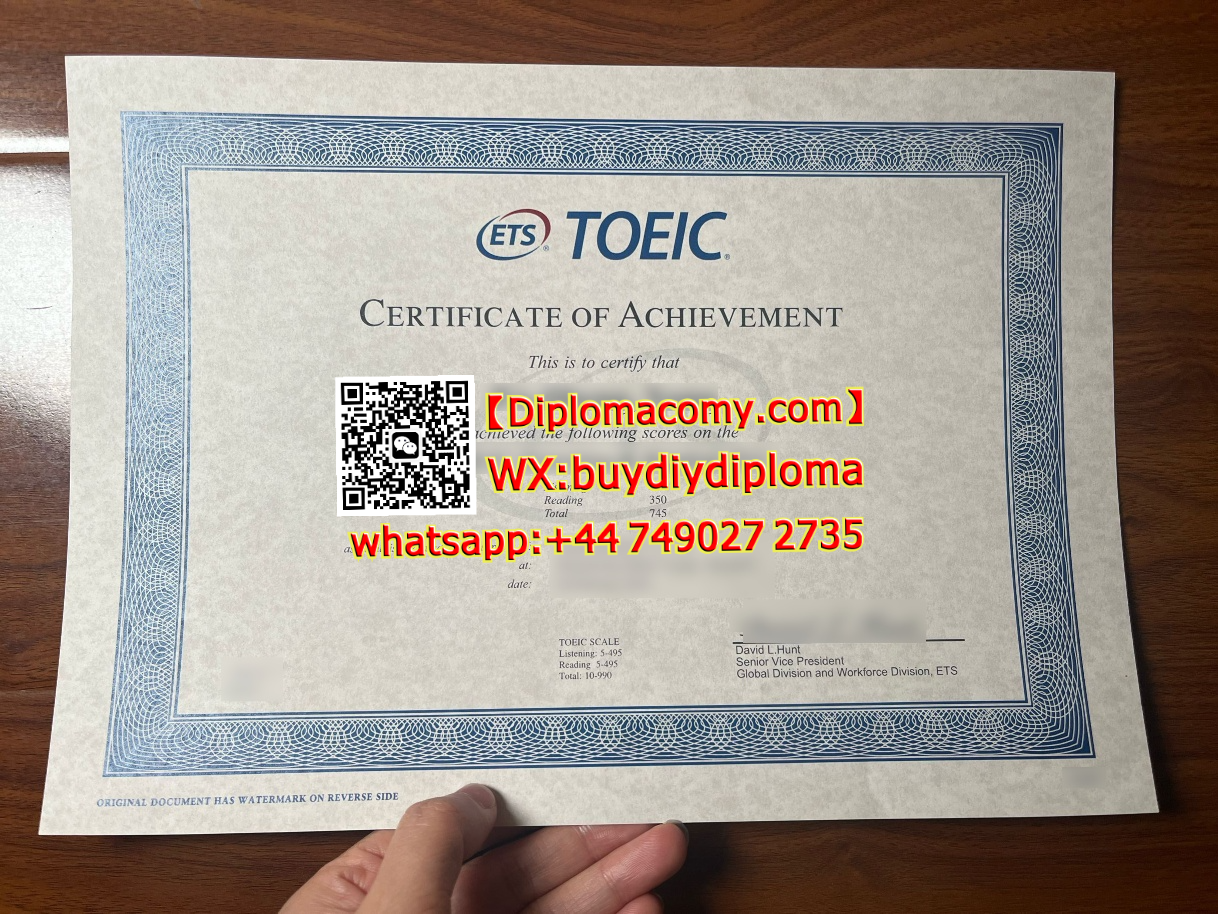 ETS® TOEIC®
CERTIFICATE OF ACHIEVEMENT
This is to certify that
【Diplomacomy.com】
achieved the following scores on the
WX:buydiydiploma
Reading 350
Total 745
whatsapp:+44 749027 2735
at:
date:
TOEIC SCALE
Listening: 5-495
Reading 5-495
Total: 10-990
David L.Hunt
Senior Vice President
Global Division and Workforce Division, ETS
ORIGINAL DOCUMENT HAS WATERMARK ON REVERSE SIDE